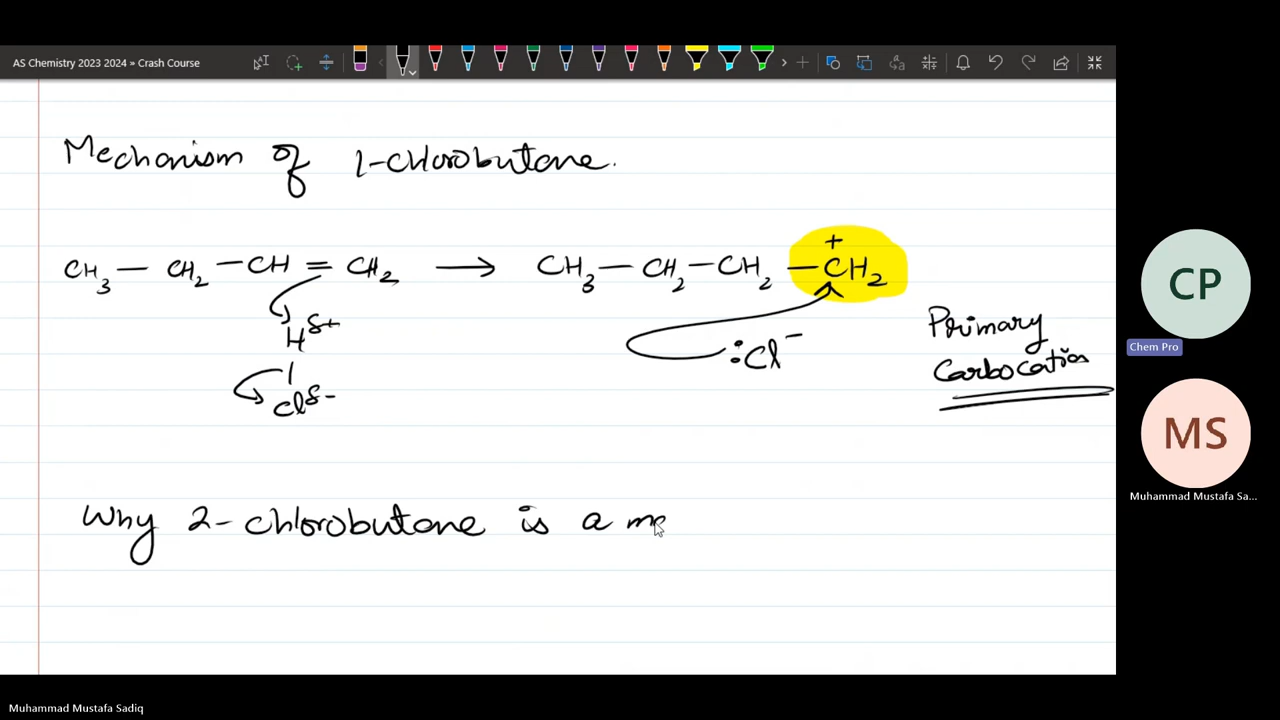 AS Chemistry 2023 2024 » Crash Course
Mechanism of 1-chlorobutane.
CH3 — CH2 — CH = CH2 ⟶ CH3 — CH2 — CH2 — CH2
+
Hδ+
Clδ-
:Cl−
Primary
Carbocation
CP
Chem Pro
MS
Muhammad Mustafa Sa...
Why 2-chlorobutane is a m
Muhammad Mustafa Sadiq